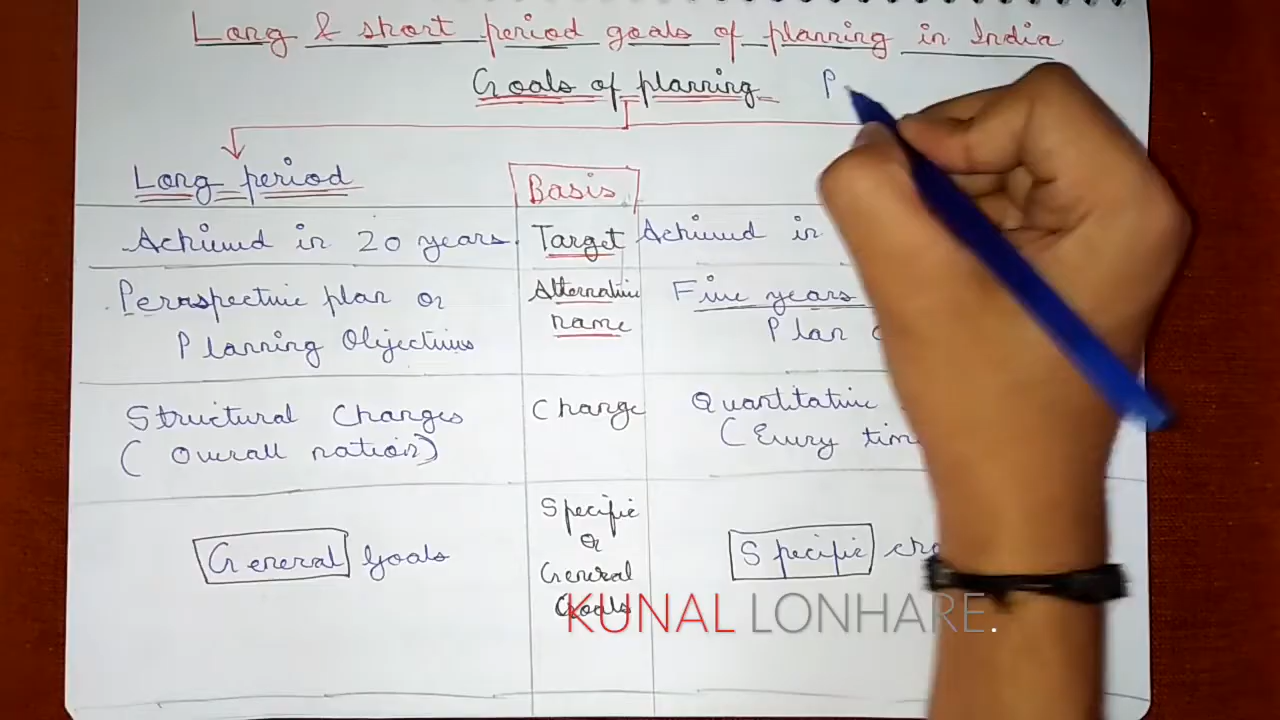 Long & short period goals of planning in India
Goals of planning P
Long period
Basis
Achieved in 20 years
Target
Achieved in
Perspective plan or
Planning Objectives
Alternative
name
Five years
Plan
Structural Changes
(Overall nation)
Change
Quantitative
(Every time
General goals
Specific
or
General
Goals
Specific
KUNAL LONHARE.